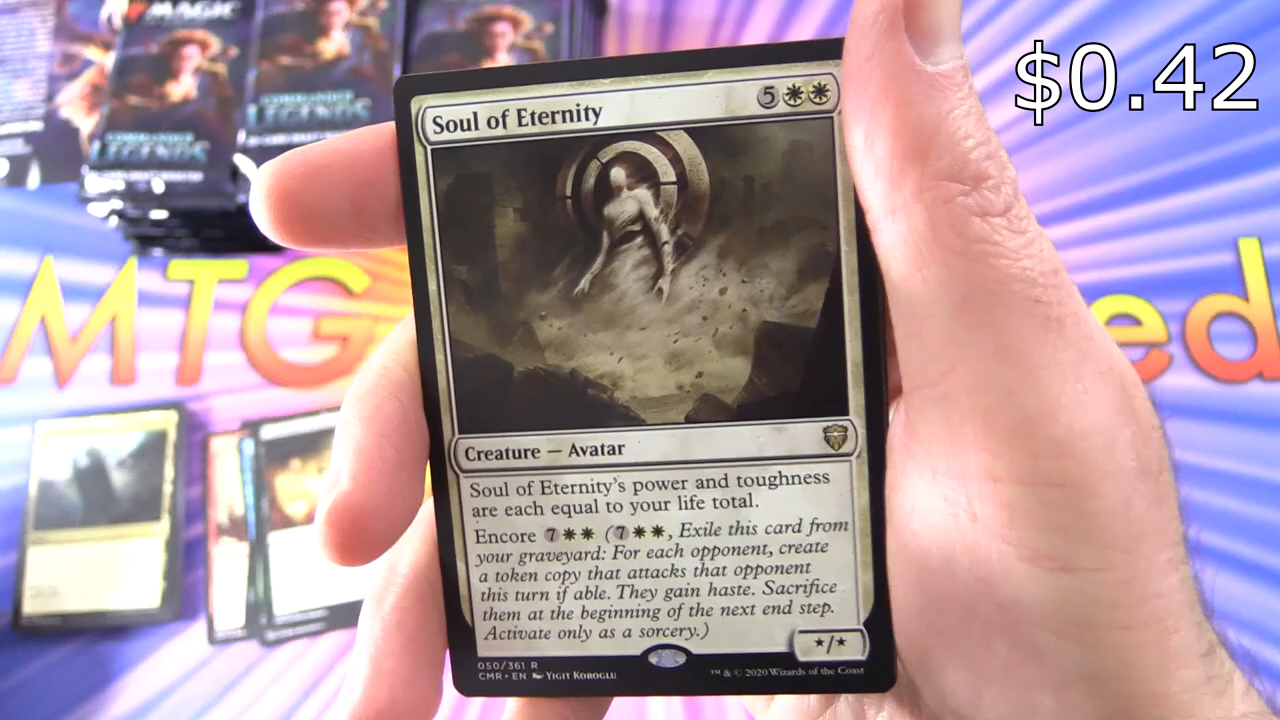 MAGIC
COMMANDER
LEGENDS
COMMANDER
LEGENDS
$0.42
MTG
ed
Soul of Eternity
5
Creature — Avatar
Soul of Eternity's power and toughness
are each equal to your life total.
Encore 7 (7, Exile this card from
your graveyard: For each opponent, create
a token copy that attacks that opponent
this turn if able. They gain haste. Sacrifice
them at the beginning of the next end step.
Activate only as a sorcery.)
★/★
050/361 R
CMR • EN YIGIT KOROGLU
™ & © 2020 Wizards of the Coast